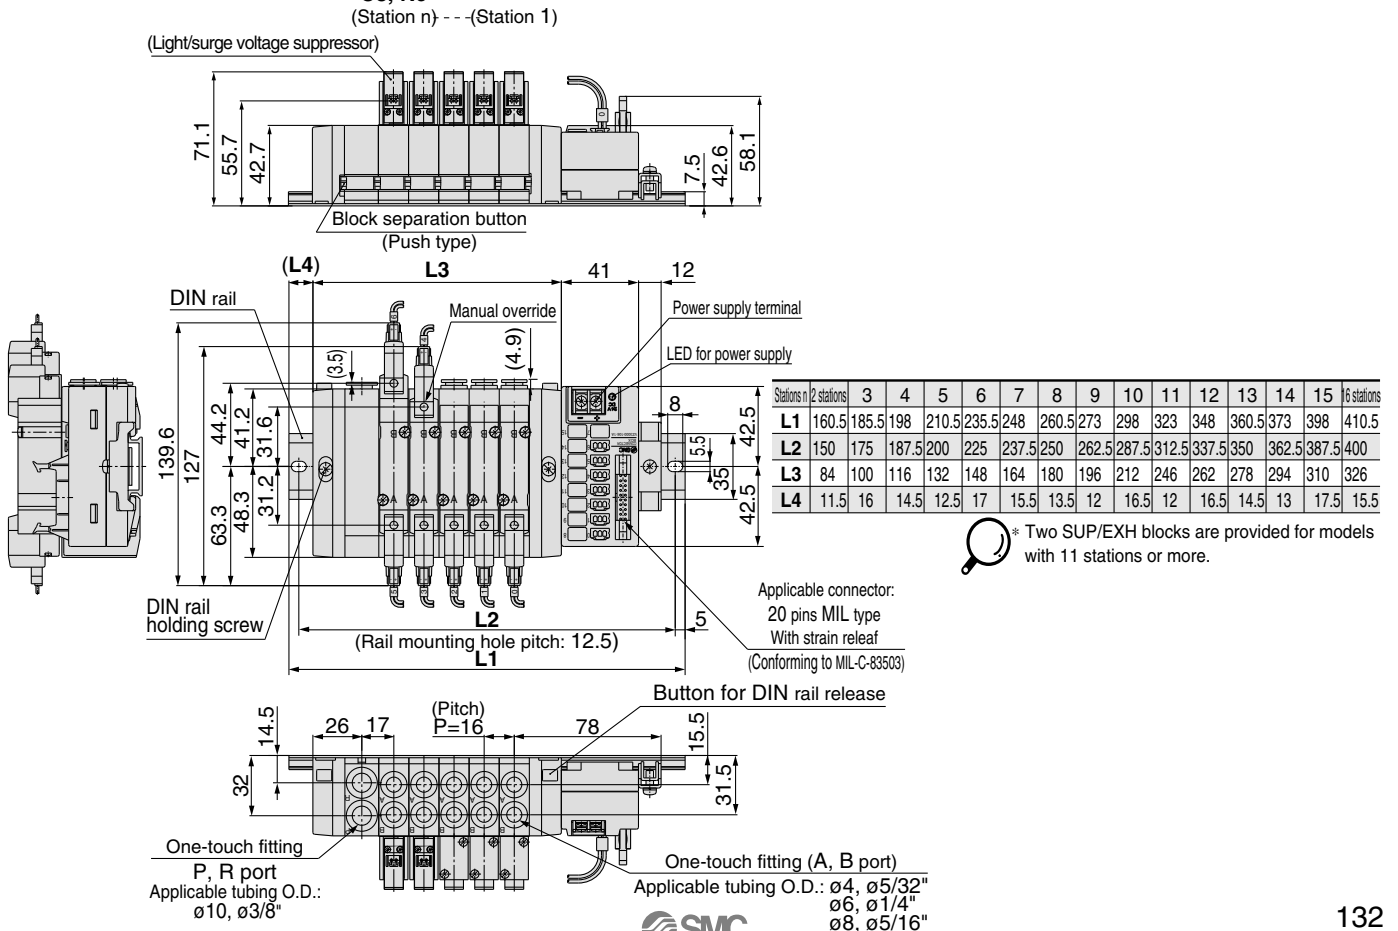 (Station n)- - - -(Station 1)
(Light/surge voltage suppressor)
71.1
55.7
42.7
7.5
42.6
58.1
Block separation button
(Push type)
(L4)
L3
41
12
DIN rail
Manual override
Power supply terminal
LED for power supply
(3.5)
(4.9)
139.6
127
44.2
41.2
31.6
63.3
48.3
31.2
8
5.5
35
42.5
42.5
DIN rail
holding screw
L2
5
(Rail mounting hole pitch: 12.5)
L1
Applicable connector:
20 pins MIL type
With strain releaf
(Conforming to MIL-C-83503)
Stations n 2 stations 3 4 5 6 7 8 9 10 11 12 13 14 15 16 stations
L1 160.5 185.5 198 210.5 235.5 248 260.5 273 298 323 348 360.5 373 398 410.5
L2 150 175 187.5 200 225 237.5 250 262.5 287.5 312.5 337.5 350 362.5 387.5 400
L3 84 100 116 132 148 164 180 196 212 246 262 278 294 310 326
L4 11.5 16 14.5 12.5 17 15.5 13.5 12 16.5 12 16.5 14.5 13 17.5 15.5
* Two SUP/EXH blocks are provided for models
with 11 stations or more.
Button for DIN rail release
(Pitch)
P=16
14.5
26
17
78
15.5
32
31.5
One-touch fitting
P, R port
Applicable tubing O.D.:
ø10, ø3/8"
One-touch fitting (A, B port)
Applicable tubing O.D.: ø4, ø5/32"
ø6, ø1/4"
ø8, ø5/16"
SMC
132